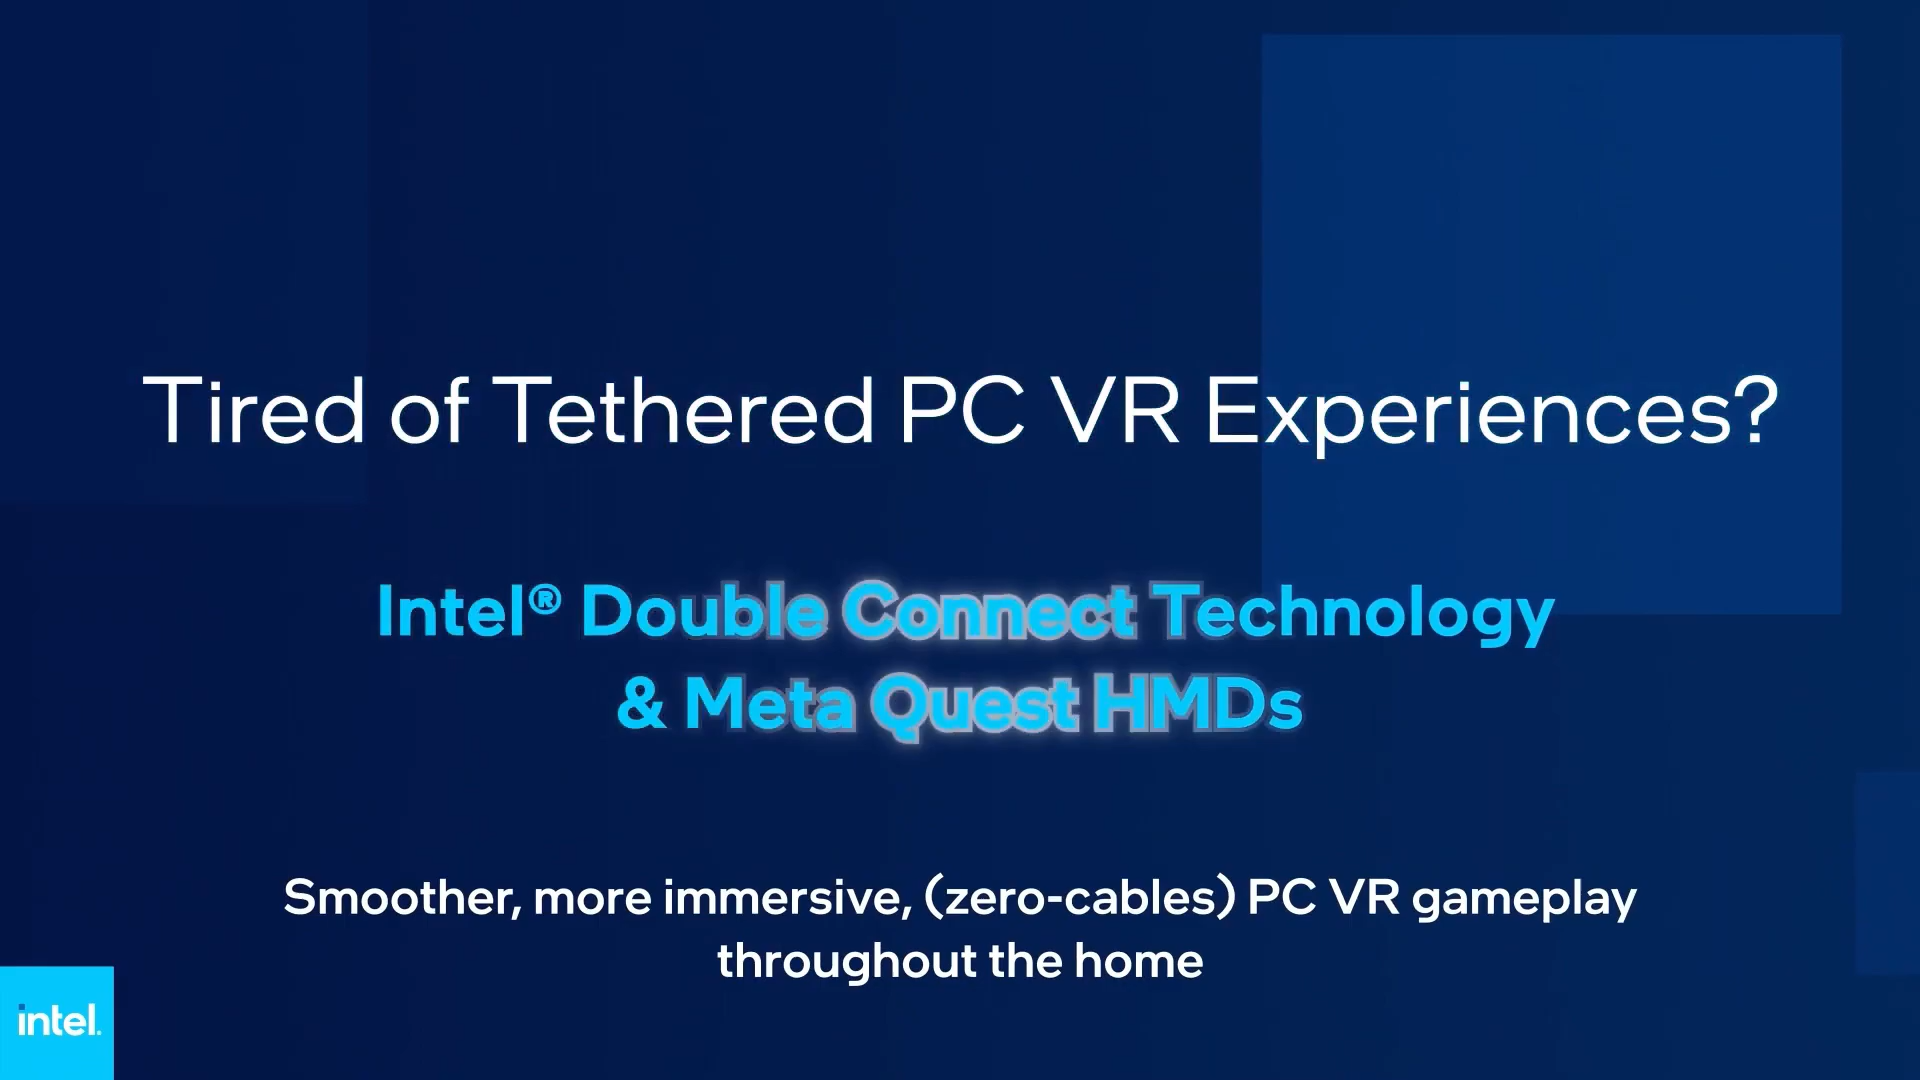 Tired of Tethered PC VR Experiences?
Intel® Double Connect Technology
& Meta Quest HMDs
Smoother, more immersive, (zero-cables) PC VR gameplay
throughout the home
intel.